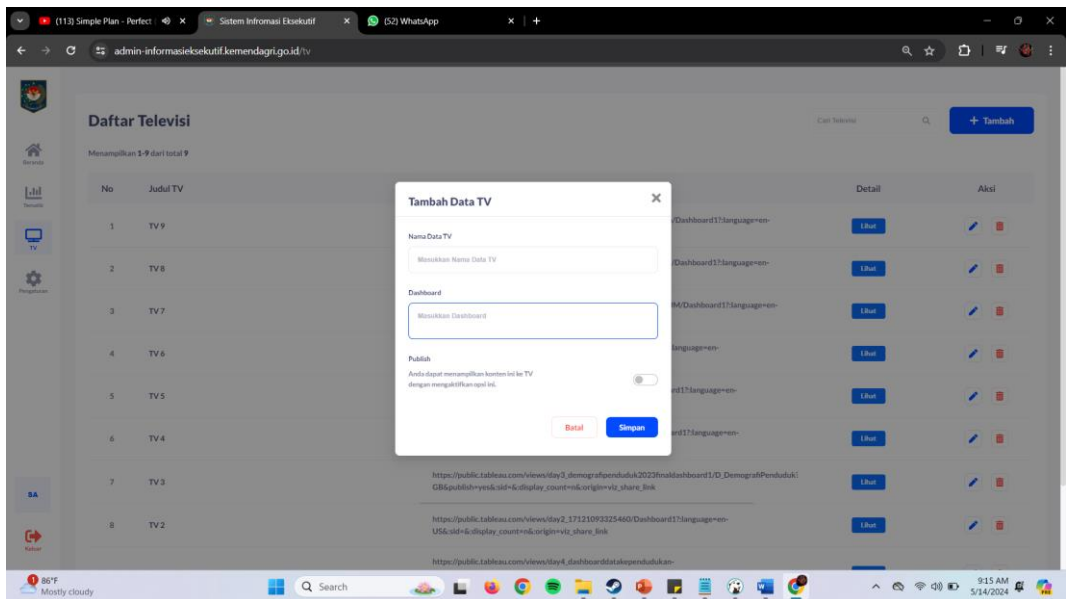 (113) Simple Plan - Perfect
Sistem Infromasi Eksekutif
(52) WhatsApp
admin-informasieksekutif.kemendagri.go.id/tv
Daftar Televisi
Cari Televisi
+ Tambah
Beranda
Menampilkan 1-9 dari total 9
Tematik
No Judul TV Detail Aksi
TV
Pengaturan
1 TV 9 /Dashboard1?:language=en- Lihat
2 TV 8 /Dashboard1?:language=en- Lihat
3 TV 7 IM/Dashboard1?:language=en- Lihat
4 TV 6 language=en- Lihat
5 TV 5 rd1?:language=en- Lihat
6 TV 4 ard1?:language=en- Lihat
Tambah Data TV
Nama Data TV
Masukkan Nama Data TV
Dashboard
Masukkan Dashboard
Publish
Anda dapat menampilkan konten ini ke TV
dengan mengaktifkan opsi ini.
Batal Simpan
7 TV 3 https://public.tableau.com/views/day3_demografipenduduk2023fmaldashboard1/D_DemografiPenduduk? Lihat
GB&publish=yes&:sid=&:display_count=n&:origin=viz_share_link
8 TV 2 https://public.tableau.com/views/day2_17121093325460/Dashboard1?:language=en- Lihat
US&:sid=&:display_count=n&:origin=viz_share_link
https://public.tableau.com/views/day4_dashboarddatakependudukan-
SA
Keluar
1
86°F
Mostly cloudy
Search
9:15 AM
5/14/2024